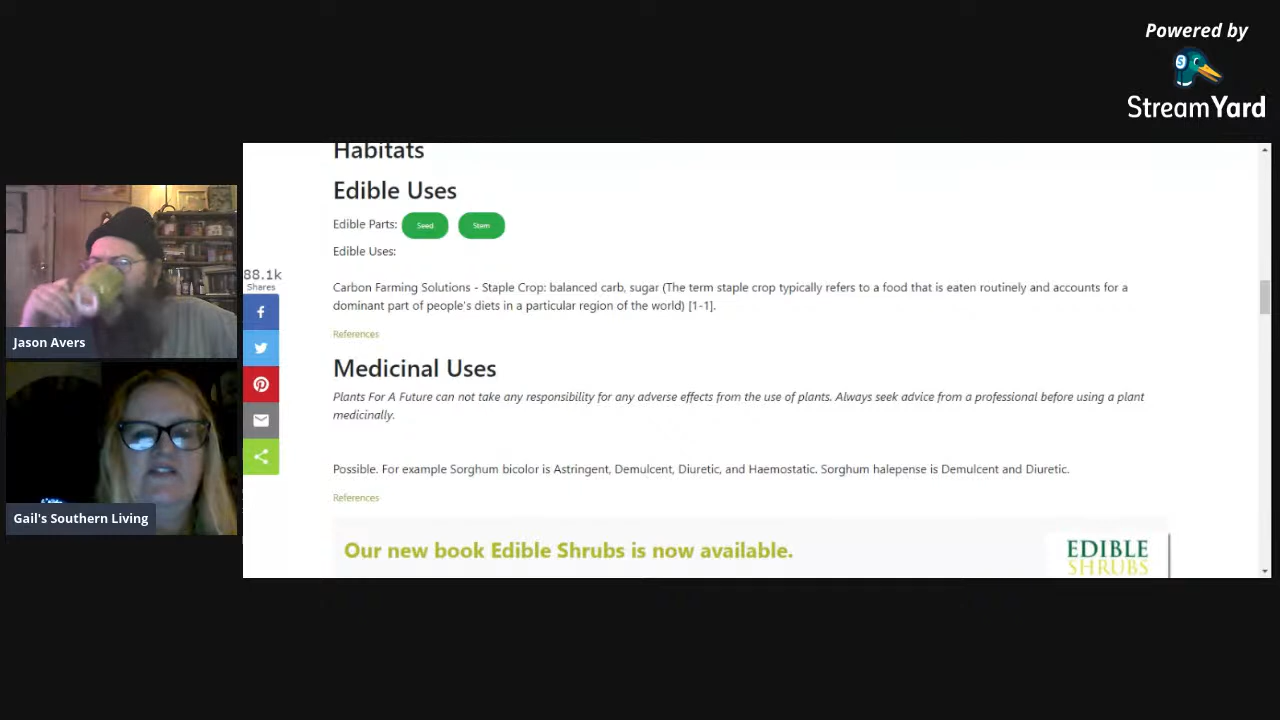 Powered by
StreamYard
Habitats
Edible Uses
Edible Parts: Seed Stem
Edible Uses:
88.1k
Shares
Carbon Farming Solutions - Staple Crop: balanced carb, sugar (The term staple crop typically refers to a food that is eaten routinely and accounts for a
dominant part of people's diets in a particular region of the world) [1-1].
References
Jason Avers
Medicinal Uses
Plants For A Future can not take any responsibility for any adverse effects from the use of plants. Always seek advice from a professional before using a plant
medicinally.
Possible. For example Sorghum bicolor is Astringent, Demulcent, Diuretic, and Haemostatic. Sorghum halepense is Demulcent and Diuretic.
References
Gail's Southern Living
Our new book Edible Shrubs is now available.
EDIBLE
SHRUBS